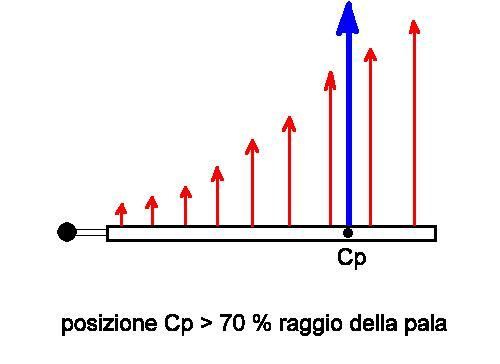 Cp
posizione Cp > 70 % raggio della pala